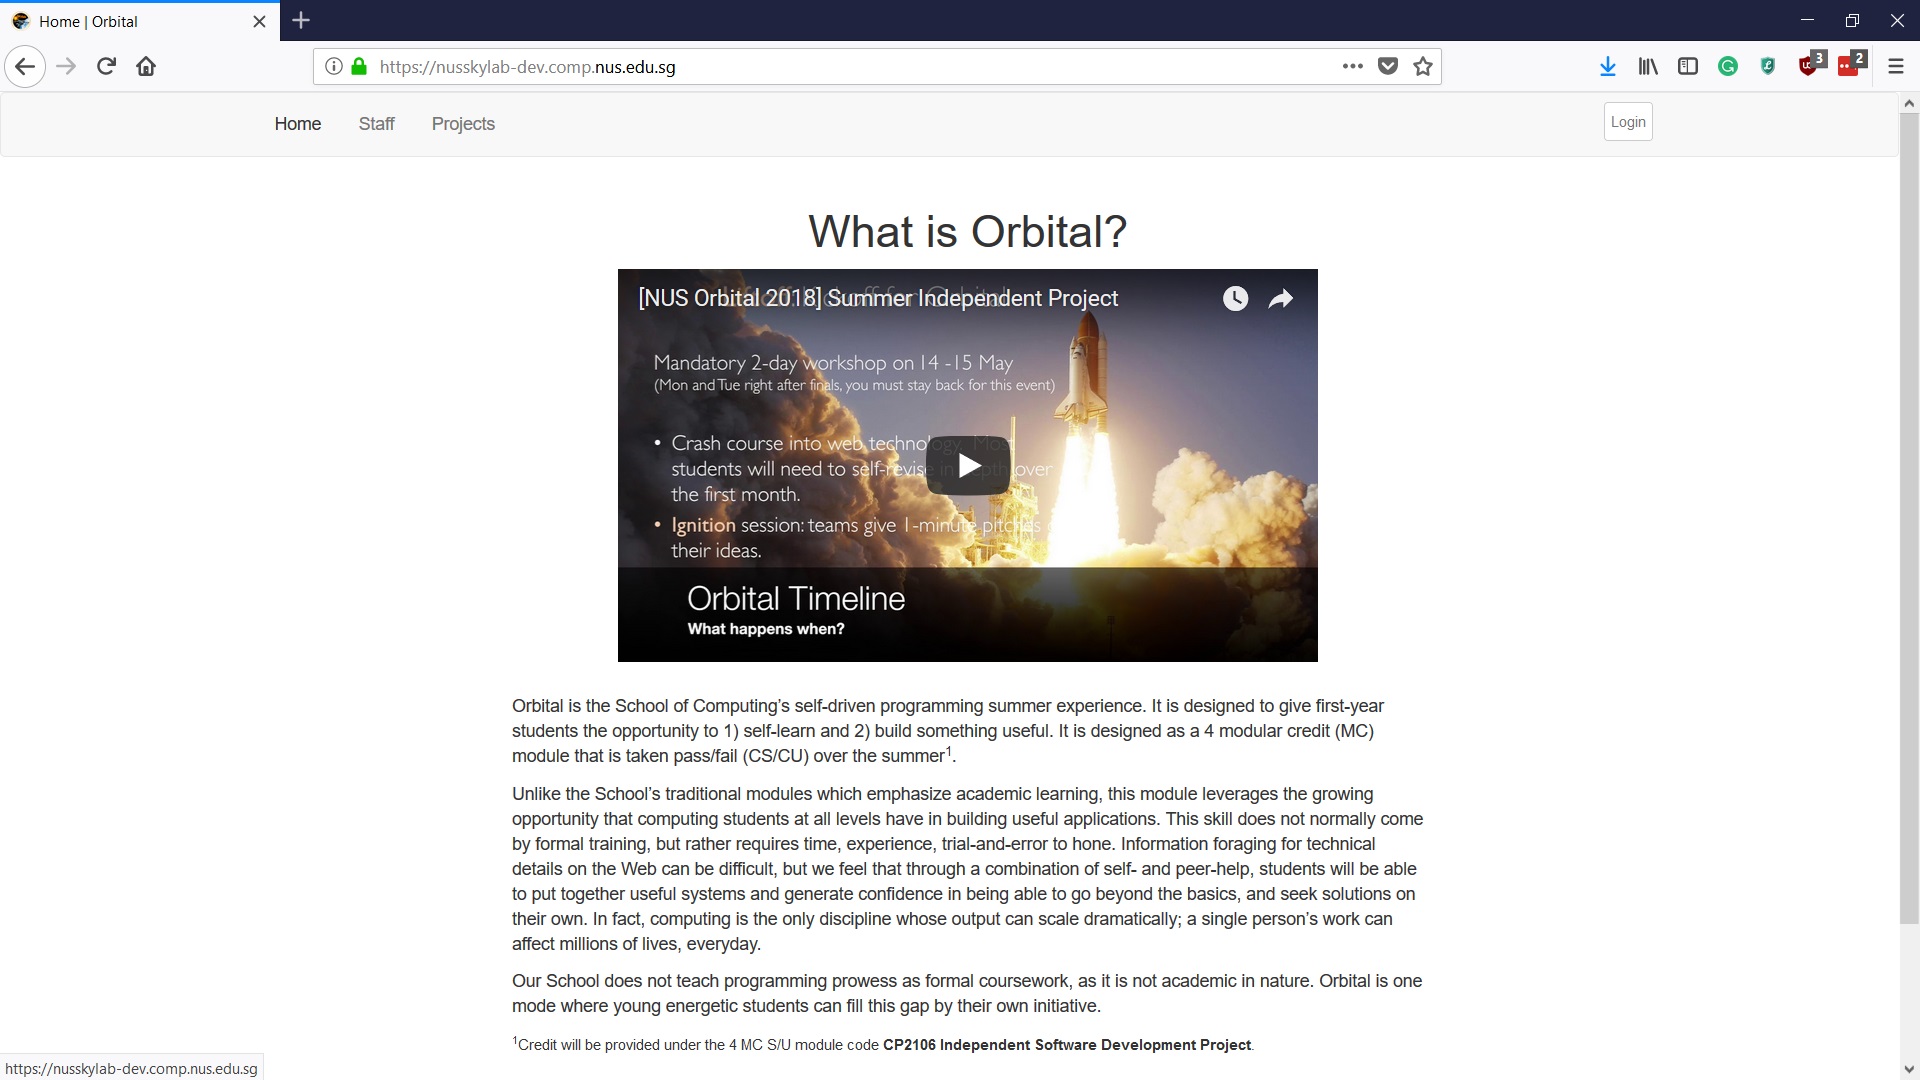 Home | Orbital
https://nusskylab-dev.comp.nus.edu.sg
3
2
Home Staff Projects Login
What is Orbital?
[NUS Orbital 2018] Summer Independent Project
Mandatory 2-day workshop on 14 -15 May
(Mon and Tue right after finals, you must stay back for this event)
• Crash course into web technology. Most
students will need to self-revise in depth over
the first month.
• Ignition session: teams give 1-minute pitches
their ideas.
Orbital Timeline
What happens when?
Orbital is the School of Computing’s self-driven programming summer experience. It is designed to give first-year
students the opportunity to 1) self-learn and 2) build something useful. It is designed as a 4 modular credit (MC)
module that is taken pass/fail (CS/CU) over the summer1.
Unlike the School’s traditional modules which emphasize academic learning, this module leverages the growing
opportunity that computing students at all levels have in building useful applications. This skill does not normally come
by formal training, but rather requires time, experience, trial-and-error to hone. Information foraging for technical
details on the Web can be difficult, but we feel that through a combination of self- and peer-help, students will be able
to put together useful systems and generate confidence in being able to go beyond the basics, and seek solutions on
their own. In fact, computing is the only discipline whose output can scale dramatically; a single person’s work can
affect millions of lives, everyday.
Our School does not teach programming prowess as formal coursework, as it is not academic in nature. Orbital is one
mode where young energetic students can fill this gap by their own initiative.
1Credit will be provided under the 4 MC S/U module code CP2106 Independent Software Development Project.
https://nusskylab-dev.comp.nus.edu.sg